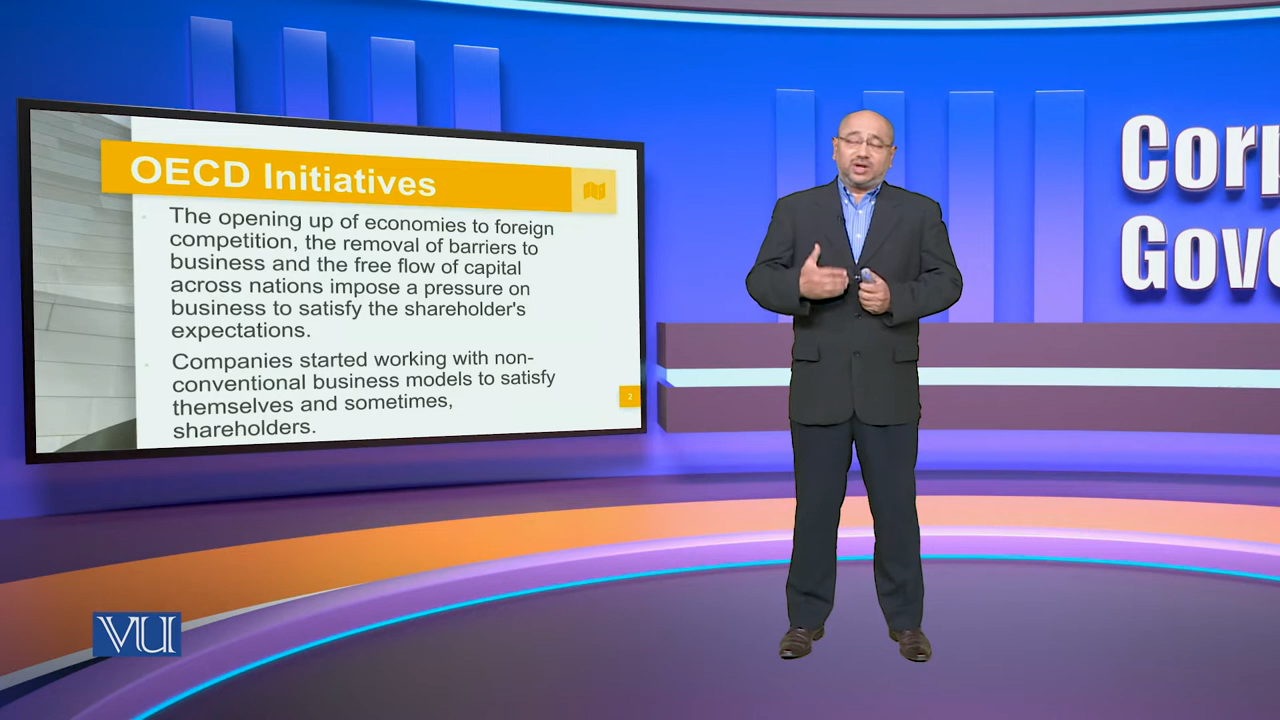 OECD Initiatives
The opening up of economies to foreign
competition, the removal of barriers to
business and the free flow of capital
across nations impose a pressure on
business to satisfy the shareholder's
expectations.
Companies started working with non-
conventional business models to satisfy
themselves and sometimes,
shareholders.
2
Corp
Gove
VU